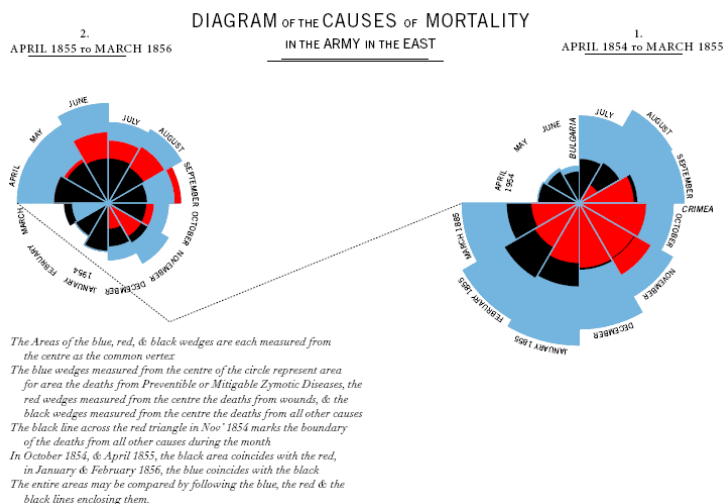 DIAGRAM OF THE CAUSES OF MORTALITY
IN THE ARMY IN THE EAST
2.
APRIL 1855 TO MARCH 1856
1.
APRIL 1854 TO MARCH 1855
APRIL
MAY
JUNE
JULY
AUGUST
SEPTEMBER
OCTOBER
NOVEMBER
DECEMBER
JANUARY
1954
FEBRUARY
MARCH
APRIL
1954
MAY
JUNE
BULGARIA
JULY
AUGUST
SEPTEMBER
CRIMEA
OCTOBER
NOVEMBER
DECEMBER
JANUARY 1855
FEBRUARY 1855
MARCH 1885
The Areas of the blue, red, & black wedges are each measured from
the centre as the common vertex
The blue wedges measured from the centre of the circle represent area
for area the deaths from Preventible or Mitigable Zymotic Diseases, the
red wedges measured from the centre the deaths from wounds, & the
black wedges measured from the centre the deaths from all other causes
The black line across the red triangle in Nov' 1854 marks the boundary
of the deaths from all other causes during the month
In October 1854, & April 1855, the black area coincides with the red,
in January & February 1856, the blue coincides with the black
The entire areas may be compared by following the blue, the red & the
black lines enclosing them.